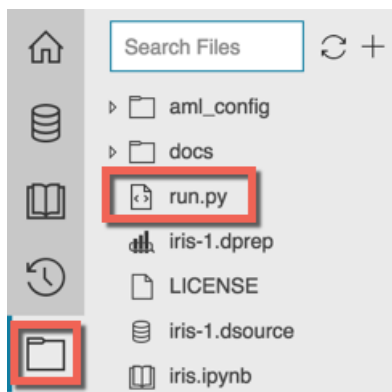 Search Files
aml_config
docs
run.py
iris-1.dprep
LICENSE
iris-1.dsource
iris.ipynb